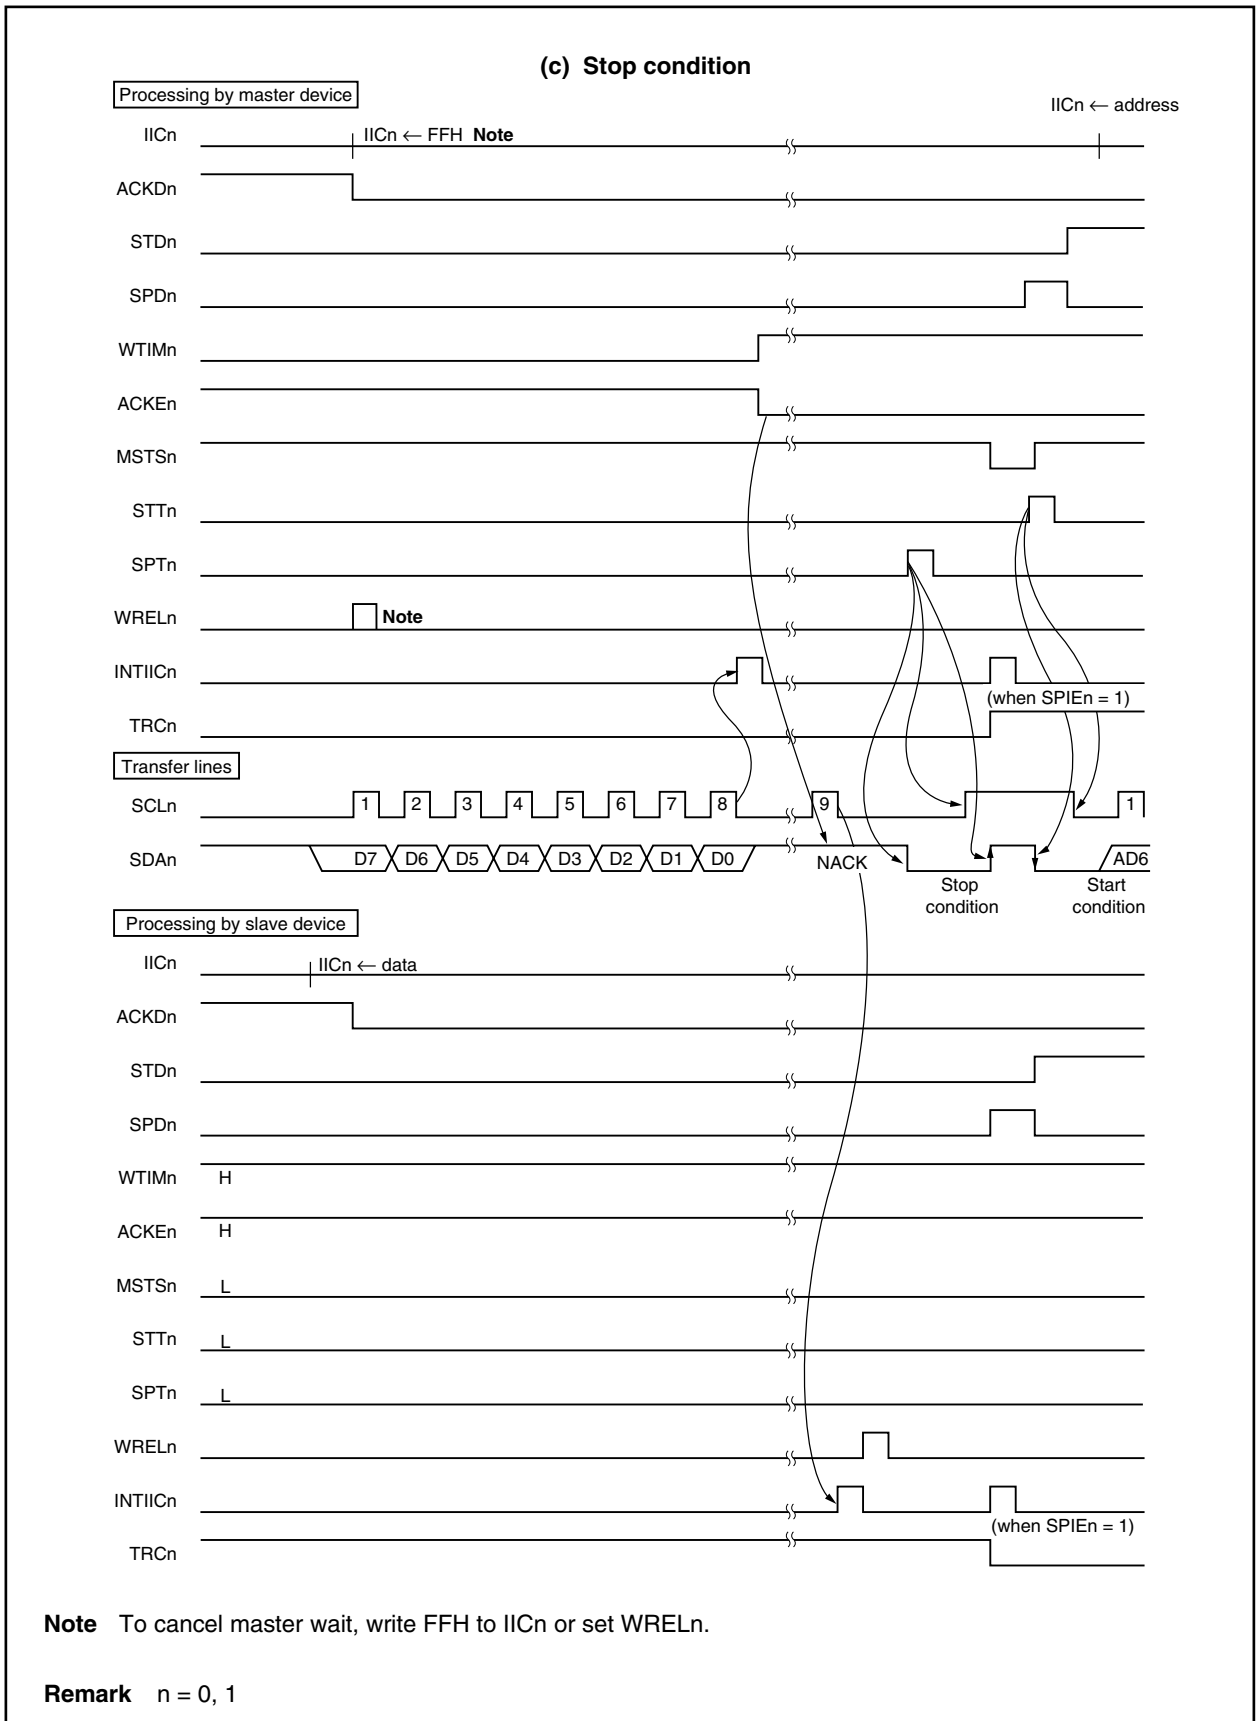 (c) Stop condition
Processing by master device
IICn ← address
IICn
IICn ← FFH Note
ACKDn
STDn
SPDn
WTIMn
ACKEn
MSTSn
STTn
SPTn
WRELn
Note
INTIICn
(when SPIEn = 1)
TRCn
Transfer lines
SCLn
1 2 3 4 5 6 7 8 9 1
SDAn
D7 D6 D5 D4 D3 D2 D1 D0 NACK AD6
Stop
condition
Start
condition
Processing by slave device
IICn
IICn ← data
ACKDn
STDn
SPDn
WTIMn H
ACKEn H
MSTSn L
STTn L
SPTn L
WRELn
INTIICn
(when SPIEn = 1)
TRCn
Note To cancel master wait, write FFH to IICn or set WRELn.
Remark n = 0, 1